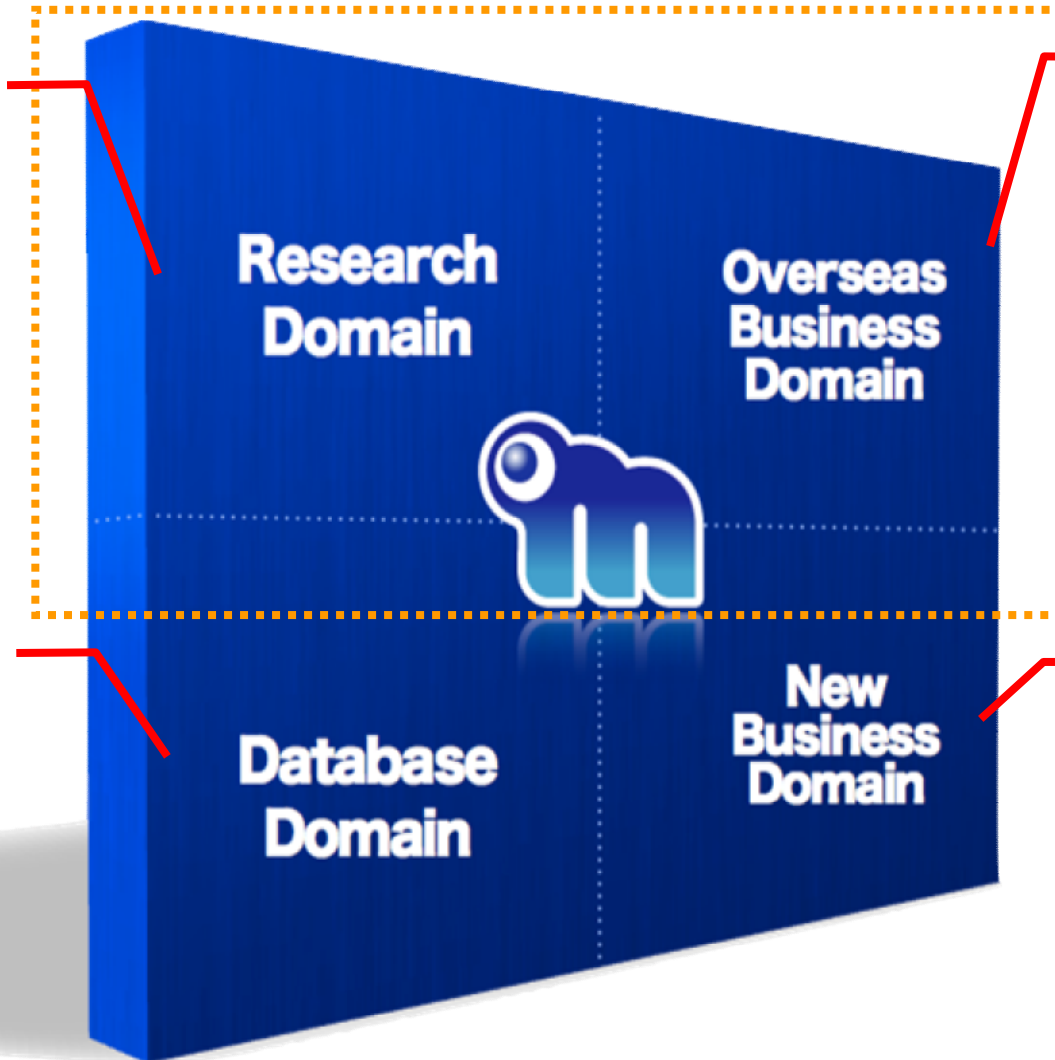 Research
Domain
Overseas
Business
Domain
Database
Domain
New
Business
Domain